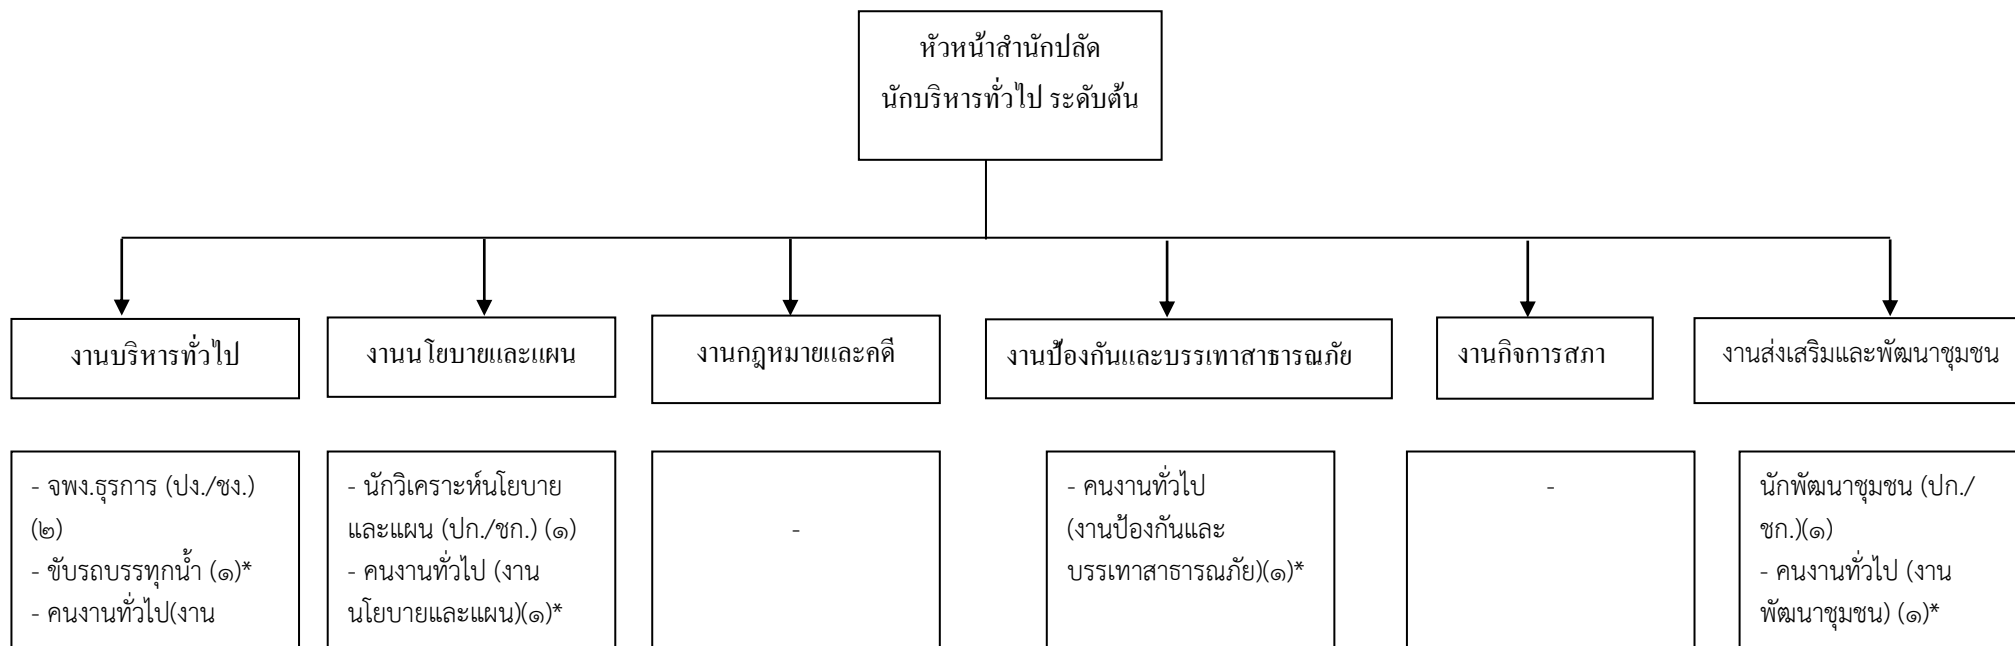 หัวหน้าสำนักปลัด
นักบริหารทั่วไป ระดับต้น
งานบริหารทั่วไป
งานนโยบายและแผน
งานกฎหมายและคดี
งานป้องกันและบรรเทาสาธารณภัย
งานกิจการสภา
งานส่งเสริมและพัฒนาชุมชน
- จพง.ธุรการ (ปง./ชง.)
(๒)
- ขับรถบรรทุกน้ำ (๑)*
- คนงานทั่วไป(งาน
- นักวิเคราะห์นโยบาย
และแผน (ปก./ชก.) (๑)
- คนงานทั่วไป (งาน
นโยบายและแผน)(๑)*
-
- คนงานทั่วไป
(งานป้องกันและ
บรรเทาสาธารณภัย)(๑)*
-
นักพัฒนาชุมชน (ปก./
ชก.)(๑)
- คนงานทั่วไป (งาน
พัฒนาชุมชน) (๑)*